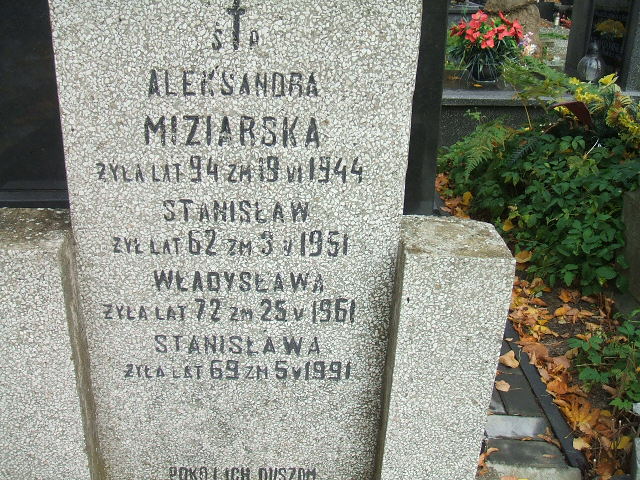 Ś P
ALEKSANDRA
MIZIARSKA
ŻYŁA LAT 94 ZM 19 VI 1944
STANISŁAW
ŻYŁ LAT 62 ZM 3 V 1951
WŁADYSŁAWA
ŻYŁA LAT 72 ZM 25 V 1961
STANISŁAWA
ŻYŁA LAT 69 ZM 5 V 1991
POKÓJ ICH DUSZOM